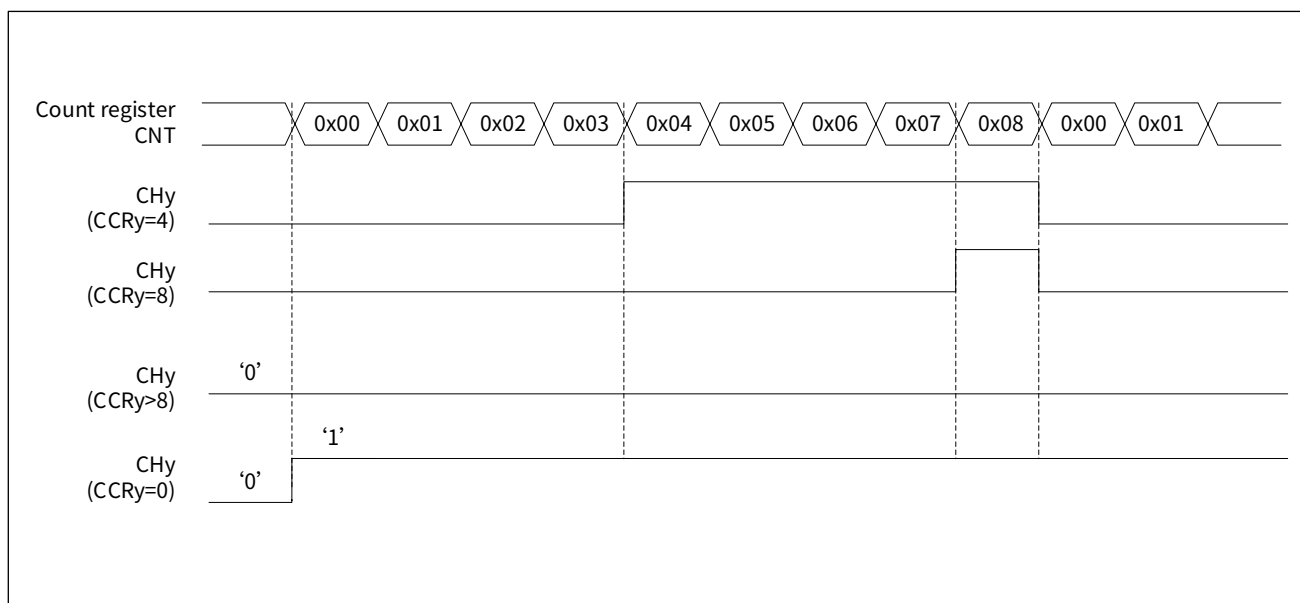 Count register
CNT
0x00 0x01 0x02 0x03 0x04 0x05 0x06 0x07 0x08 0x00 0x01
CHy
(CCRy=4)
CHy
(CCRy=8)
CHy
(CCRy>8)
‘0’
‘1’
CHy
(CCRy=0)
‘0’